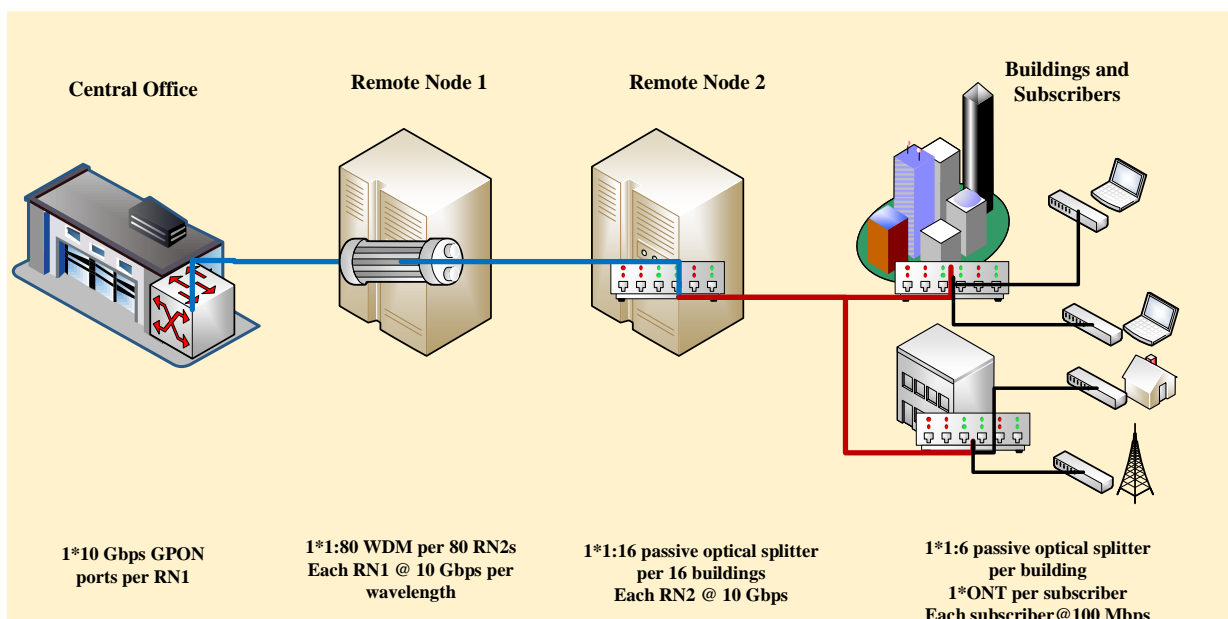 Central Office
Remote Node 1
Remote Node 2
Buildings and
Subscribers
1*10 Gbps GPON
ports per RN1
1*1:80 WDM per 80 RN2s
Each RN1 @ 10 Gbps per
wavelength
1*1:16 passive optical splitter
per 16 buildings
Each RN2 @ 10 Gbps
1*1:6 passive optical splitter
per building
1*ONT per subscriber
Each subscriber@100 Mbps